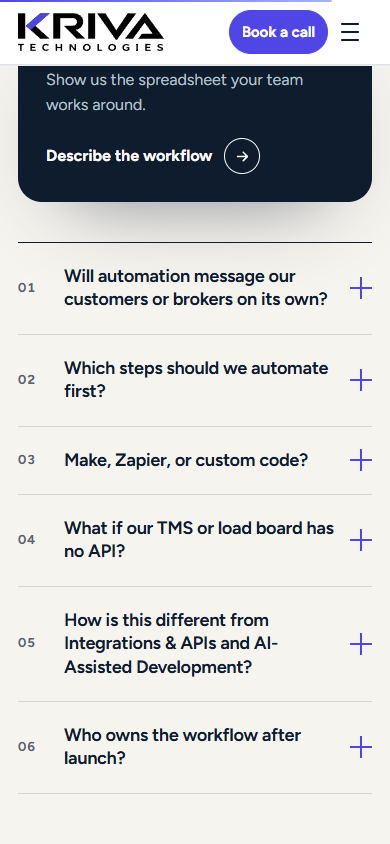 KRIVA
TECHNOLOGIES
Book a call
Show us the spreadsheet your team
works around.
Describe the workflow
01
Will automation message our
customers or brokers on its own?
02
Which steps should we automate
first?
03
Make, Zapier, or custom code?
04
What if our TMS or load board has
no API?
05
How is this different from
Integrations & APIs and AI-
Assisted Development?
06
Who owns the workflow after
launch?